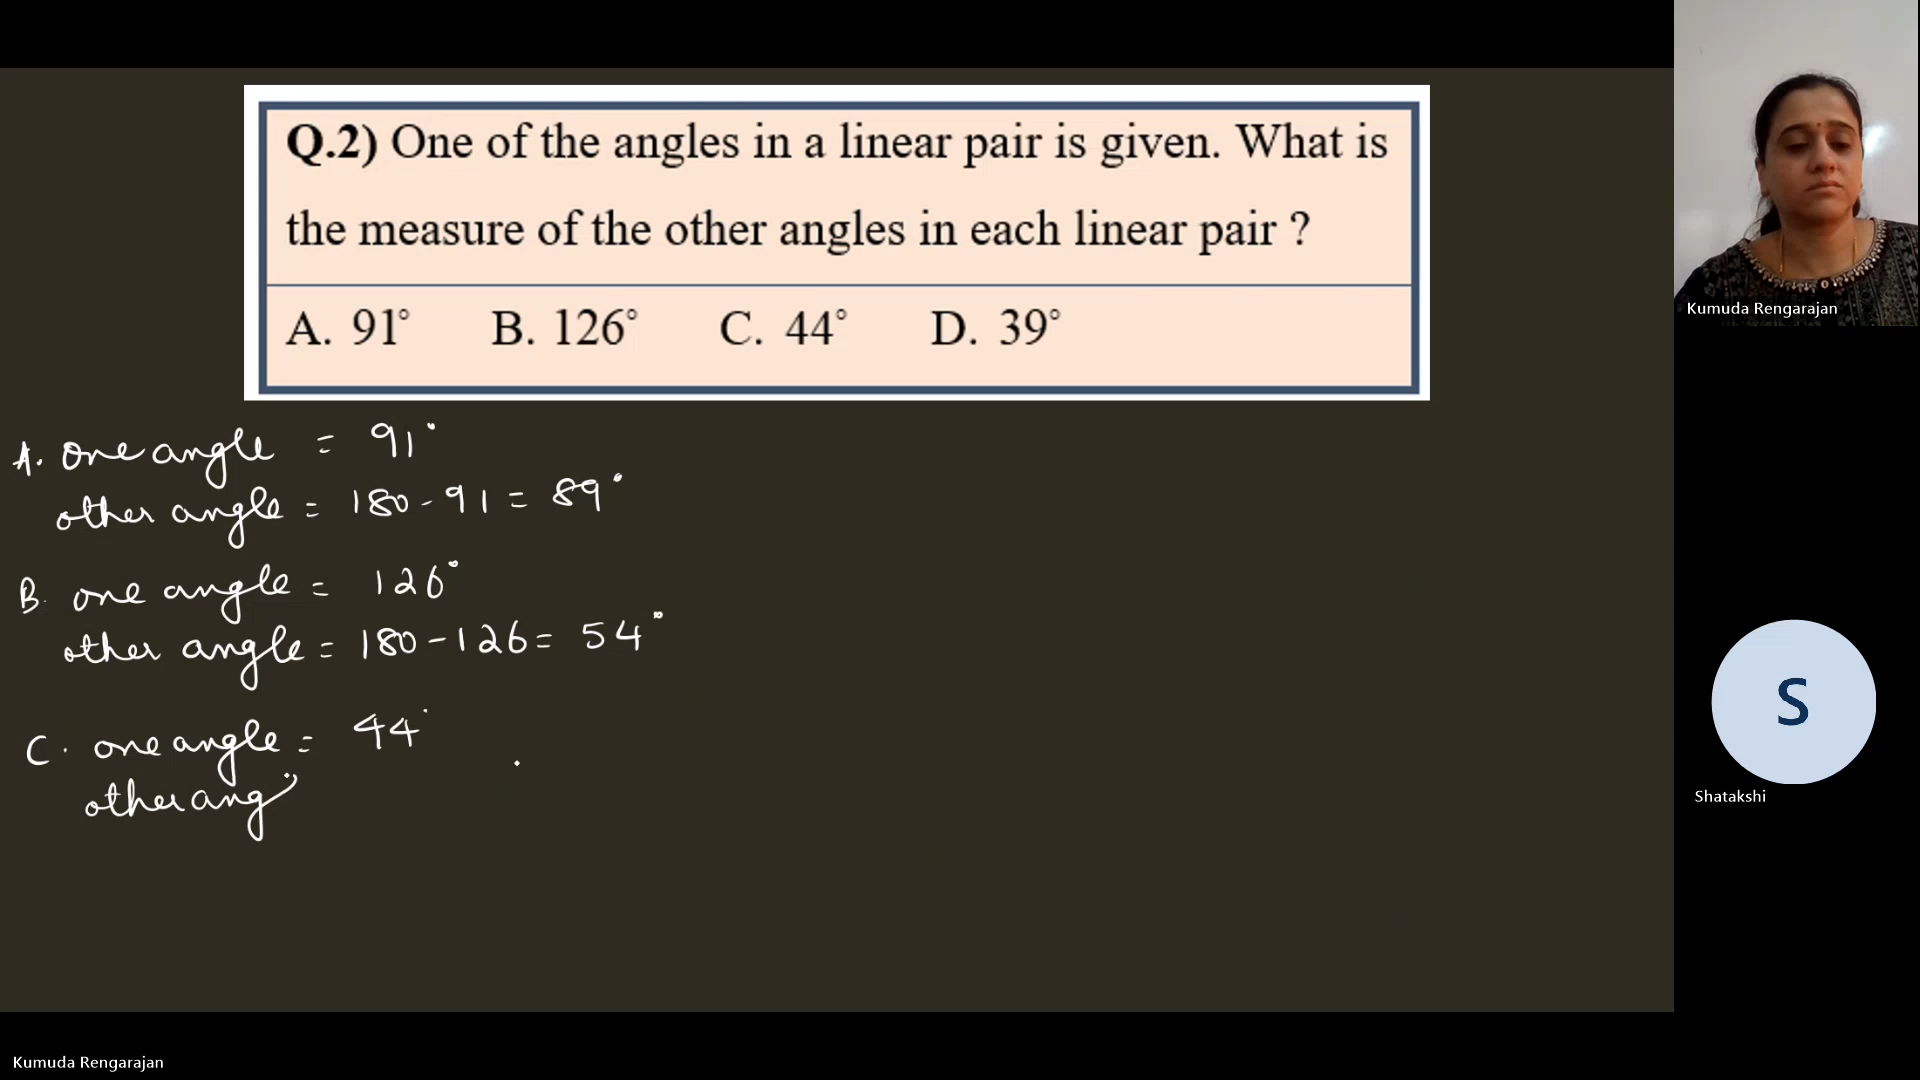 Q.2) One of the angles in a linear pair is given. What is
the measure of the other angles in each linear pair ?
A. 91° B. 126° C. 44° D. 39°
A. one angle = 91°
other angle = 180 - 91 = 89°
B. one angle = 126°
other angle = 180 - 126 = 54°
C. one angle = 44°
other ang
Kumuda Rengarajan
S
Shatakshi
Kumuda Rengarajan